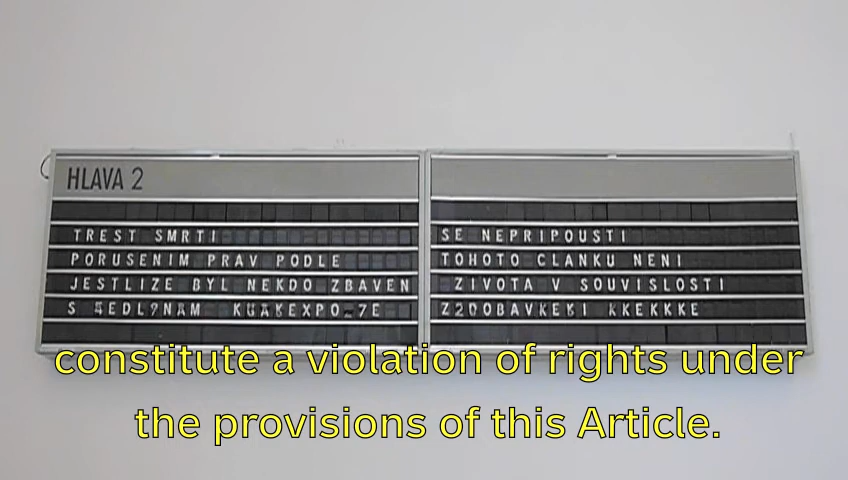 HLAVA 2
TREST SMRTI SE NEPRIPOUSTI
PORUSENIM PRAV PODLE TOHOTO CLANKU NENI
JESTLIZE BYL NEKDO ZBAVEN ZIVOTA V SOUVISLOSTI
S
constitute a violation of rights under
the provisions of this Article.